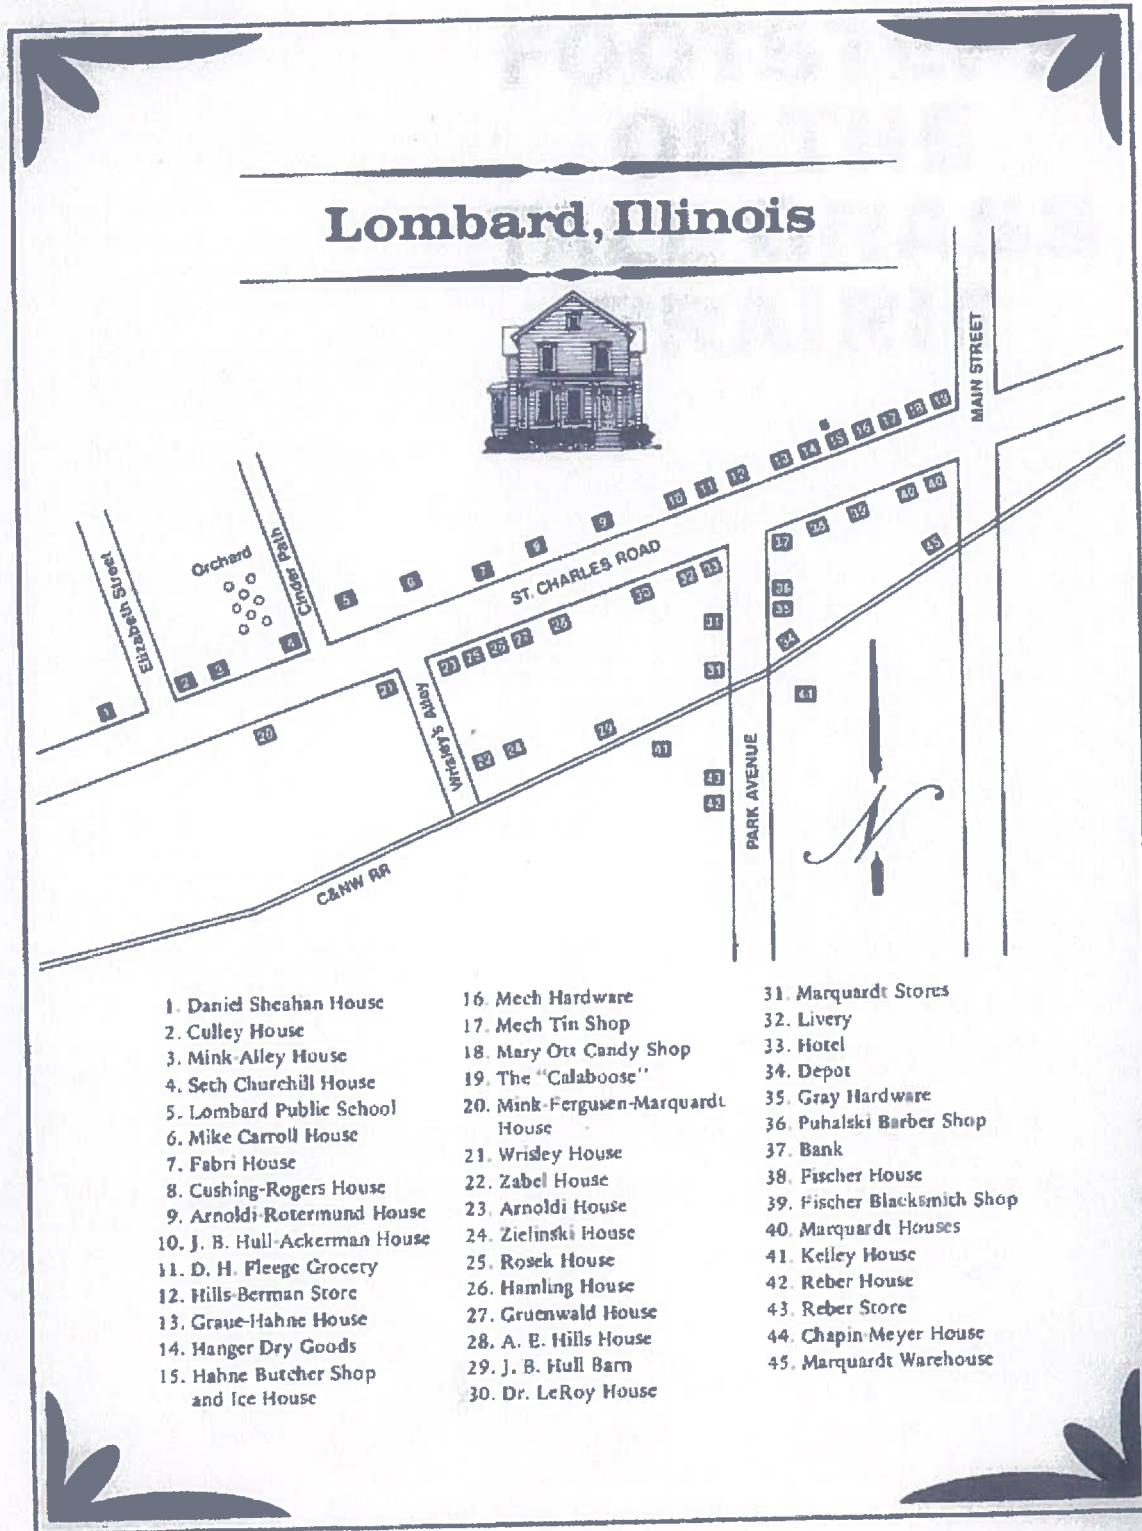 Lombard, Illinois
MAIN STREET
Elizabeth Street
Orchard
Cinder Path
ST. CHARLES ROAD
Wrisley's Alley
PARK AVENUE
C&NW RR
N
1. Daniel Sheahan House
2. Culley House
3. Mink-Alley House
4. Seth Churchill House
5. Lombard Public School
6. Mike Carroll House
7. Fabri House
8. Cushing-Rogers House
9. Arnoldi-Rotermund House
10. J. B. Hull-Ackerman House
11. D. H. Fleege Grocery
12. Hills-Berman Store
13. Graue-Hahne House
14. Hanger Dry Goods
15. Hahne Butcher Shop
and Ice House
16. Mech Hardware
17. Mech Tin Shop
18. Mary Ott Candy Shop
19. The "Calaboose"
20. Mink-Fergusen-Marquardt
House
21. Wrisley House
22. Zabel House
23. Arnoldi House
24. Zielinski House
25. Rosek House
26. Hamling House
27. Gruenwald House
28. A. E. Hills House
29. J. B. Hull Barn
30. Dr. LeRoy House
31. Marquardt Stores
32. Livery
33. Hotel
34. Depot
35. Gray Hardware
36. Puhalski Barber Shop
37. Bank
38. Fischer House
39. Fischer Blacksmith Shop
40. Marquardt Houses
41. Kelley House
42. Reber House
43. Reber Store
44. Chapin-Meyer House
45. Marquardt Warehouse